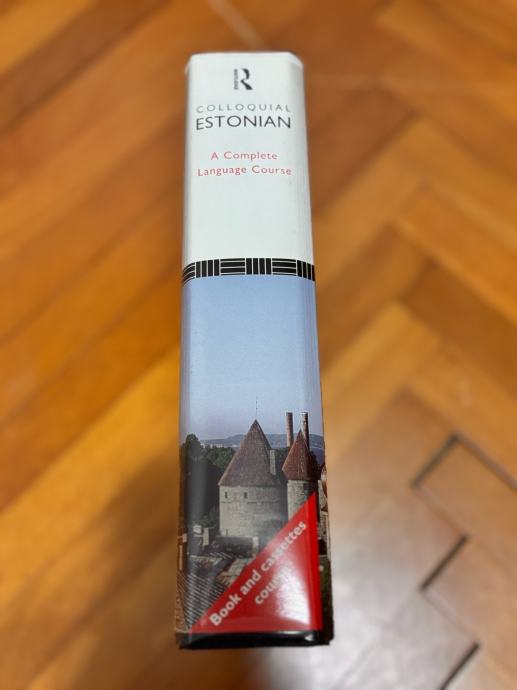 COLLOQUIAL
ESTONIAN
A Complete
Language Course
Book and cassettes
course